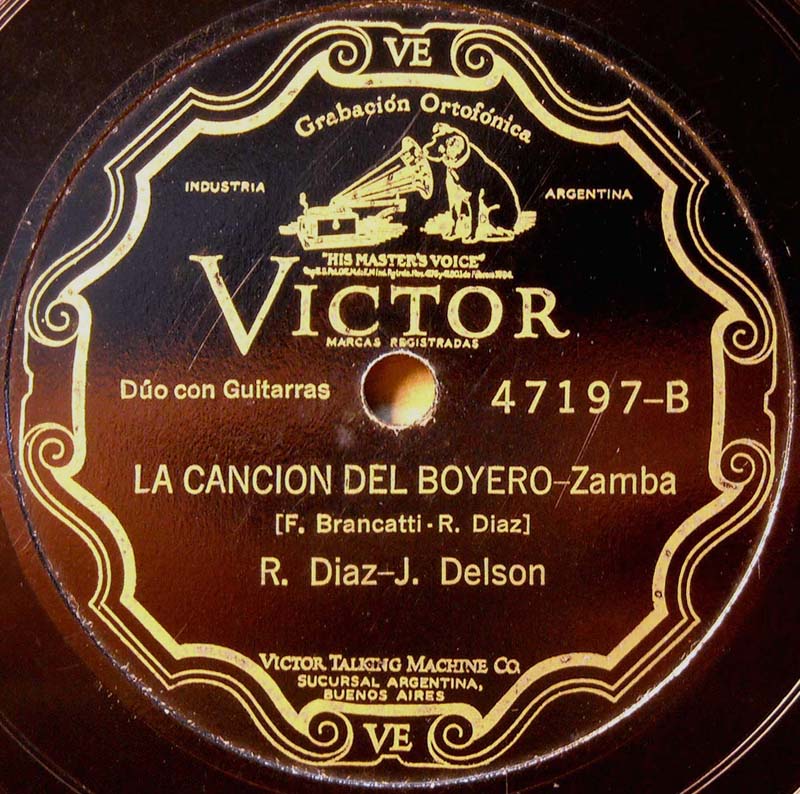 VE
Grabación Ortofónica
INDUSTRIA
ARGENTINA
"HIS MASTER'S VOICE"
VICTOR
MARCAS REGISTRADAS
Dúo con Guitarras
47197-B
LA CANCION DEL BOYERO-Zamba
[F. Brancatti - R. Diaz]
R. Diaz-J. Delson
VICTOR TALKING MACHINE CO.
SUCURSAL ARGENTINA,
BUENOS AIRES
VE